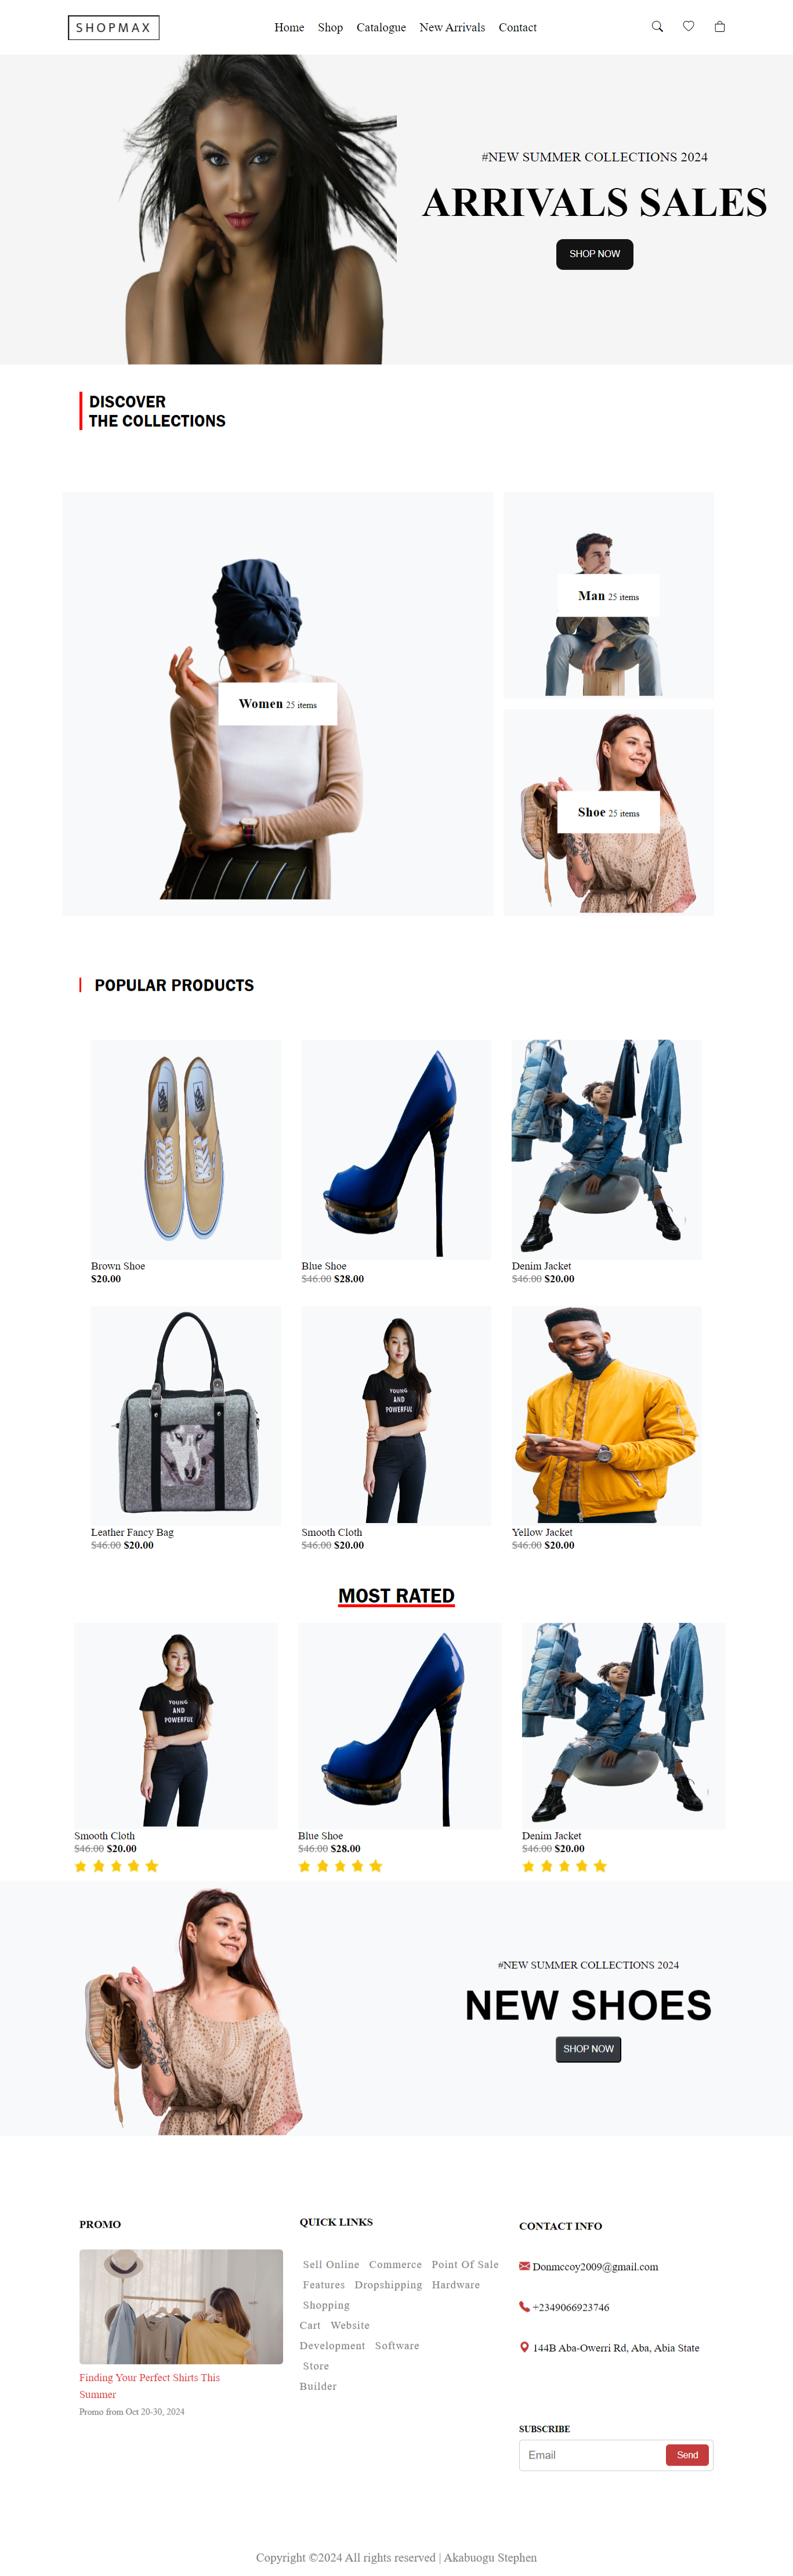 SHOPMAX
Home Shop Catalogue New Arrivals Contact
#NEW SUMMER COLLECTIONS 2024
ARRIVALS SALES
SHOP NOW
DISCOVER
THE COLLECTIONS
Women 25 items
Man 25 items
Shoe 25 items
POPULAR PRODUCTS
Brown Shoe
$20.00
Blue Shoe
$46.00 $28.00
Denim Jacket
$46.00 $20.00
YOUNG
AND
POWERFUL
Leather Fancy Bag
$46.00 $20.00
Smooth Cloth
$46.00 $20.00
Yellow Jacket
$46.00 $20.00
MOST RATED
YOUNG
AND
POWERFUL
Smooth Cloth
$46.00 $20.00
Blue Shoe
$46.00 $28.00
Denim Jacket
$46.00 $20.00
#NEW SUMMER COLLECTIONS 2024
NEW SHOES
SHOP NOW
PROMO
Finding Your Perfect Shirts This
Summer
Promo from Oct 20-30, 2024
QUICK LINKS
Sell Online Commerce Point Of Sale
Features Dropshipping Hardware
Shopping
Cart Website
Development Software
Store
Builder
CONTACT INFO
Donmccoy2009@gmail.com
+2349066923746
144B Aba-Owerri Rd, Aba, Abia State
SUBSCRIBE
Email Send
Copyright ©2024 All rights reserved | Akabuogu Stephen